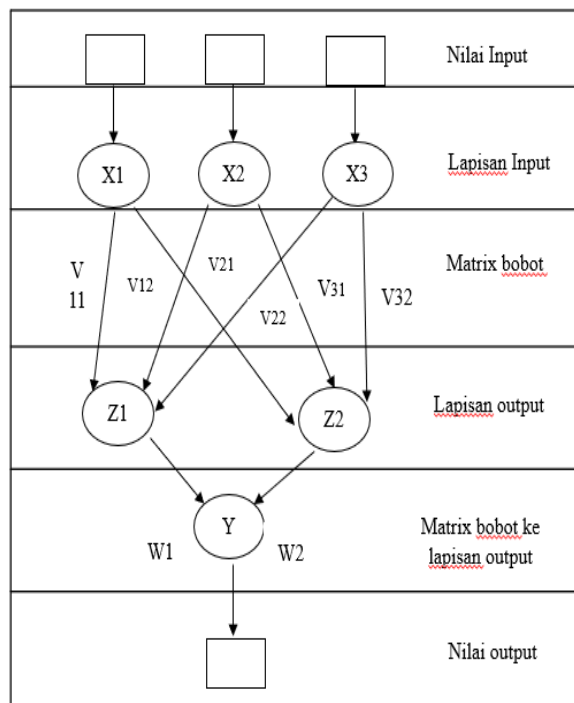 Nilai Input
X1
X2
X3
Lapisan Input
V
11
V12
V21
V22
V31
V32
Matrix bobot
Z1
Z2
Lapisan output
Y
W1
W2
Matrix bobot ke
lapisan output
Nilai output